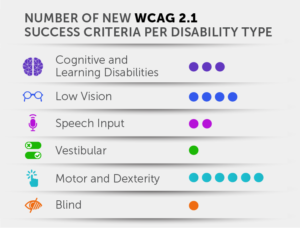 NUMBER OF NEW WCAG 2.1
SUCCESS CRITERIA PER DISABILITY TYPE
Cognitive and
Learning Disabilities
Low Vision
Speech Input
Vestibular
Motor and Dexterity
Blind